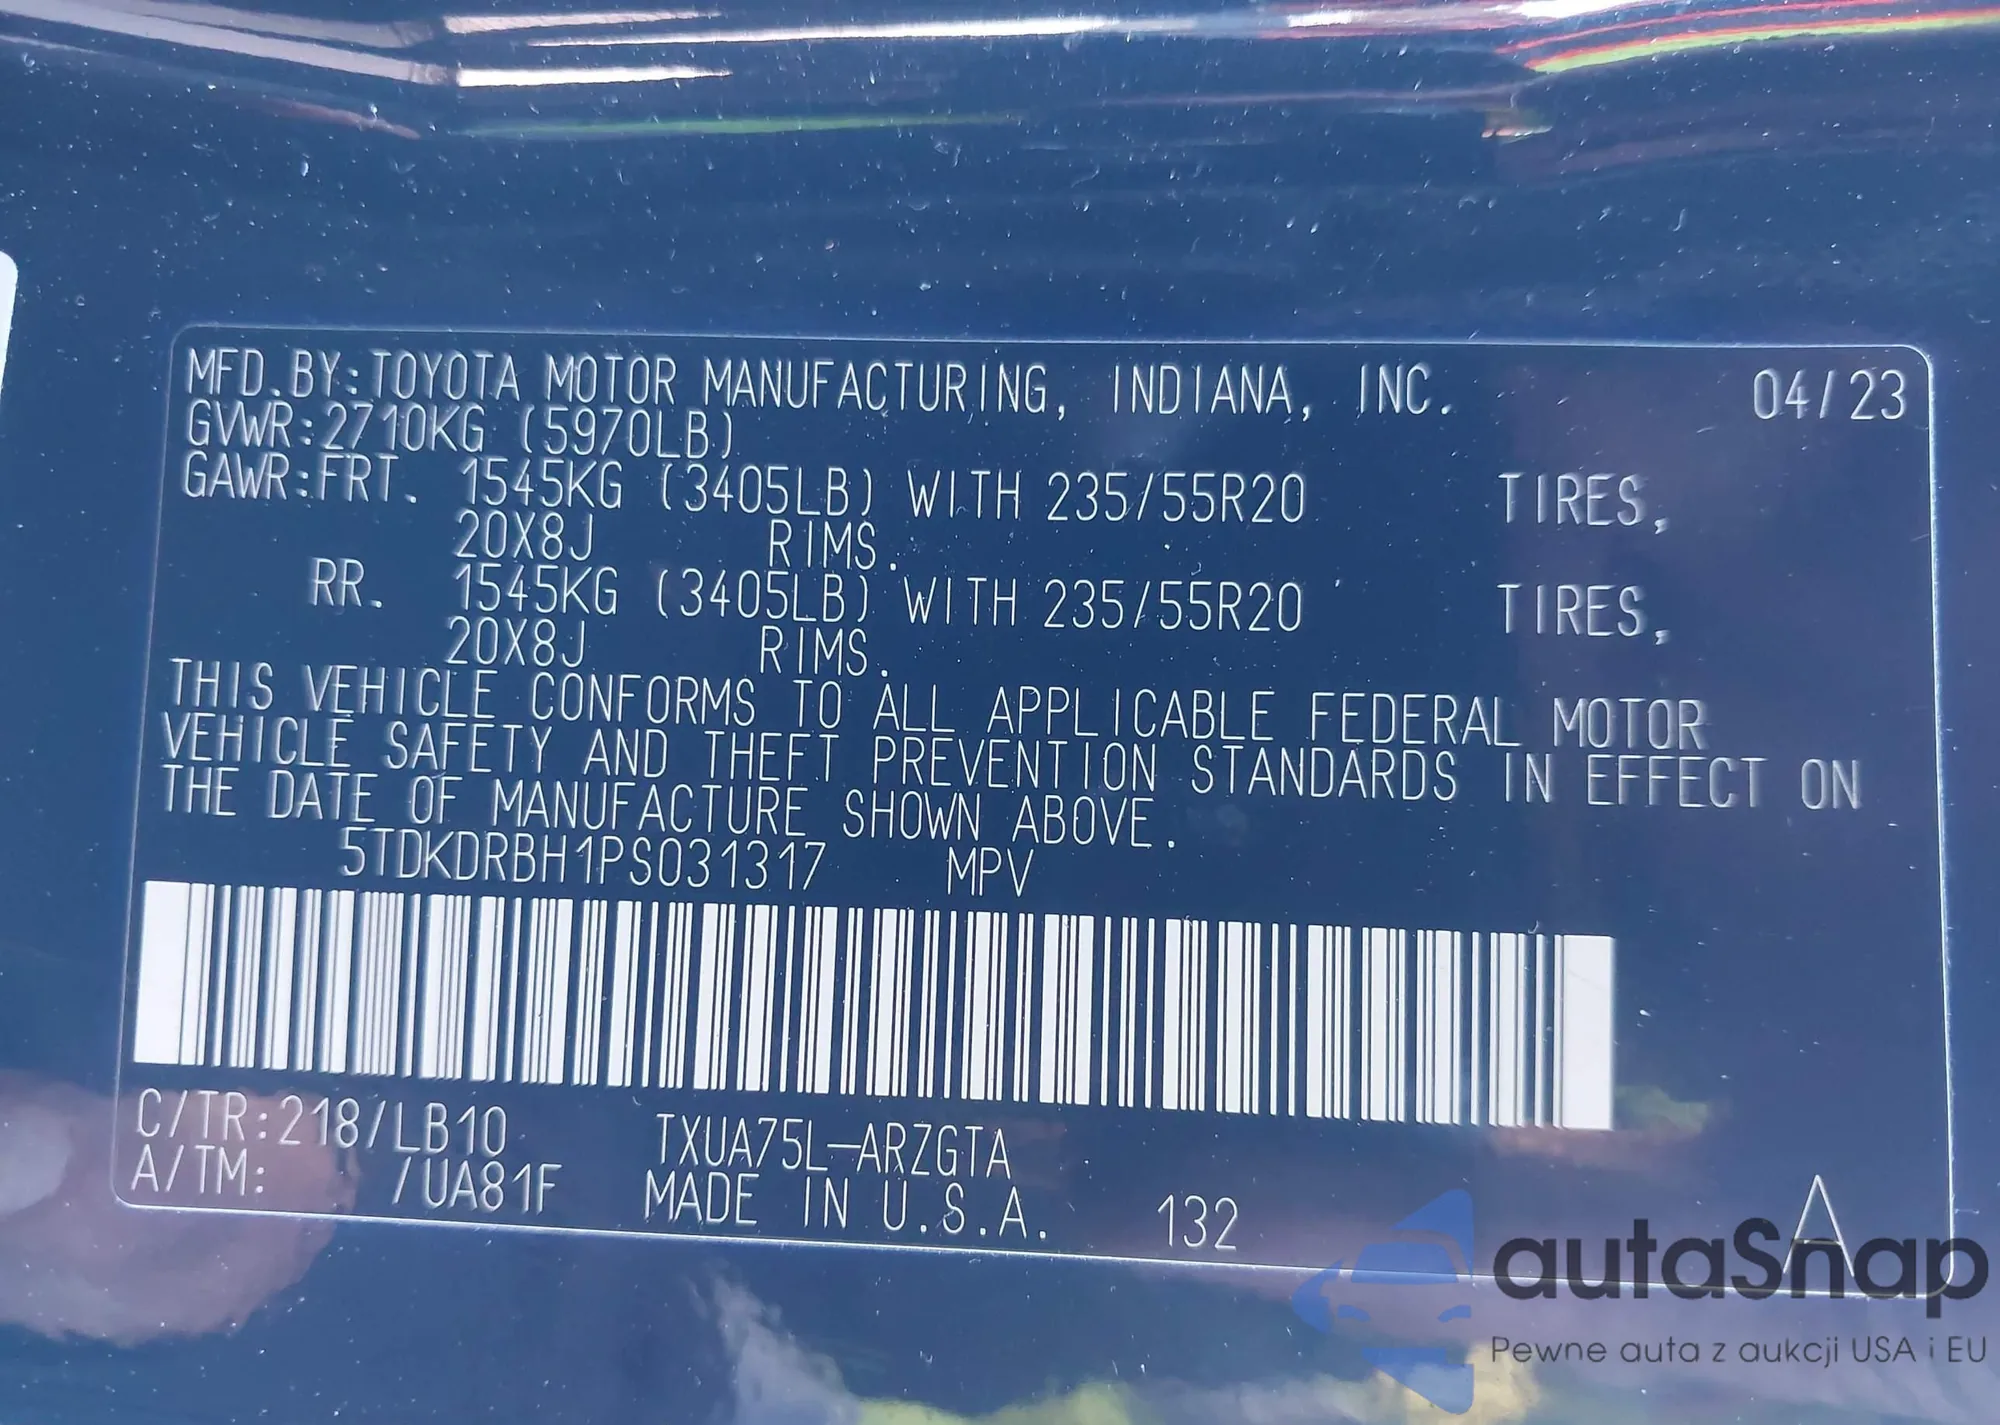 MFD.BY:TOYOTA MOTOR MANUFACTURING, INDIANA, INC. 04/23
GVWR:2710KG (5970LB)
GAWR:FRT. 1545KG (3405LB) WITH 235/55R20 TIRES,
20X8J RIMS.
RR. 1545KG (3405LB) WITH 235/55R20 TIRES,
20X8J RIMS.
THIS VEHICLE CONFORMS TO ALL APPLICABLE FEDERAL MOTOR
VEHICLE SAFETY AND THEFT PREVENTION STANDARDS IN EFFECT ON
THE DATE OF MANUFACTURE SHOWN ABOVE.
5TDKDRBH1PS031317 MPV
C/TR:218/LB10 TXUA75L-ARZGTA
A/TM: /UA81F MADE IN U.S.A. 132 A
autaSnap
Pewne auta z aukcji USA i EU